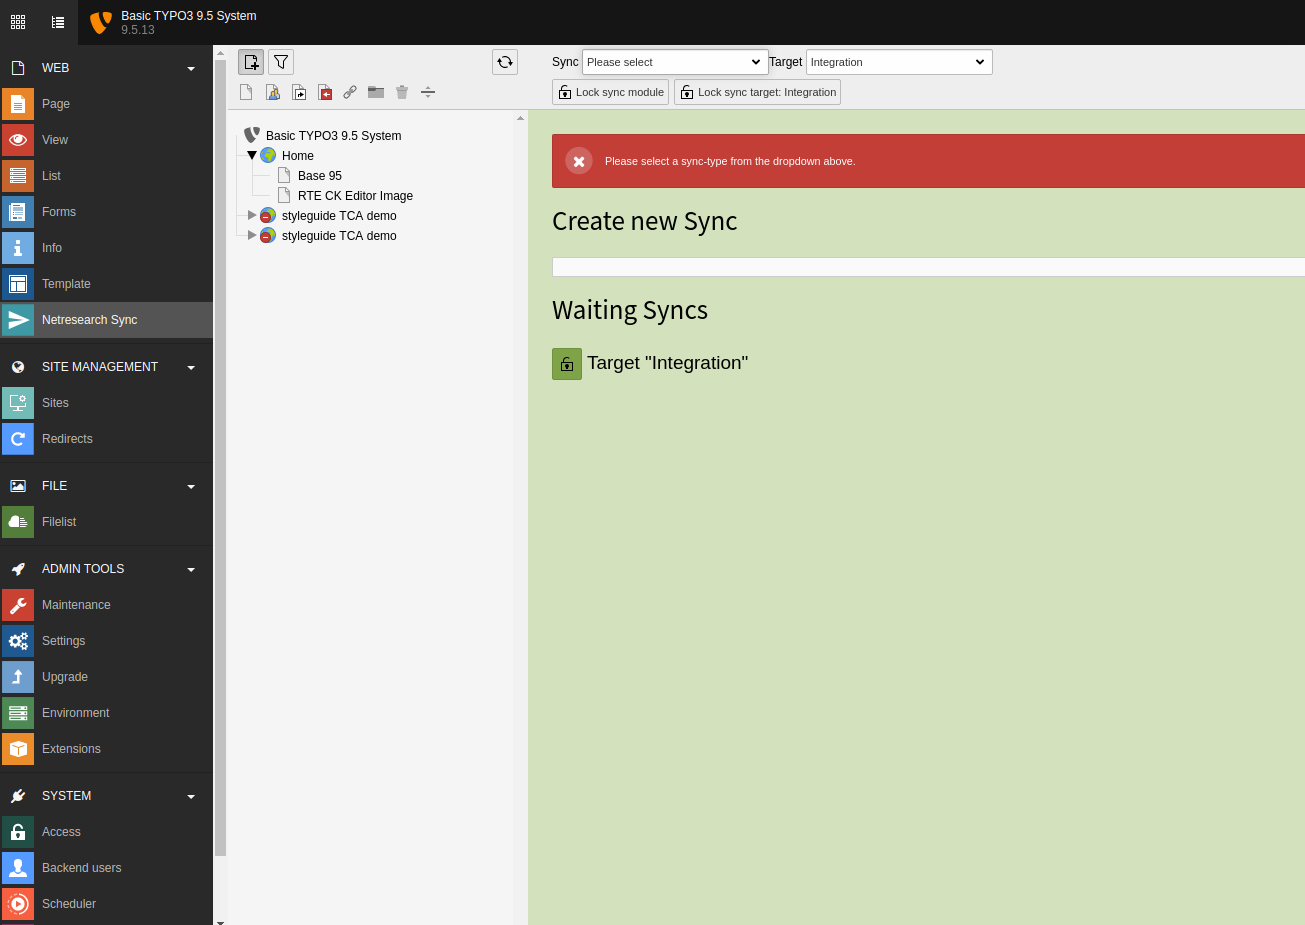 Basic TYPO3 9.5 System
9.5.13
WEB
Page
View
List
Forms
Info
Template
Netresearch Sync
SITE MANAGEMENT
Sites
Redirects
FILE
Filelist
ADMIN TOOLS
Maintenance
Settings
Upgrade
Environment
Extensions
SYSTEM
Access
Backend users
Scheduler
Basic TYPO3 9.5 System
Home
Base 95
RTE CK Editor Image
styleguide TCA demo
styleguide TCA demo
Sync Please select Target Integration
Lock sync module Lock sync target: Integration
Please select a sync-type from the dropdown above.
Create new Sync
Waiting Syncs
Target "Integration"